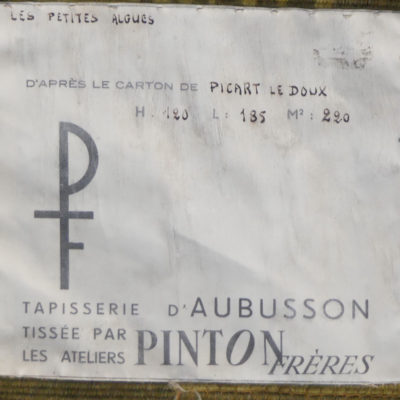 LES PETITES ALGUES
D'APRÈS LE CARTON DE PICART LE DOUX
H. 120 L: 185 M²: 220
PF
TAPISSERIE D'AUBUSSON
TISSÉE PAR
LES ATELIERS PINTON FRÈRES